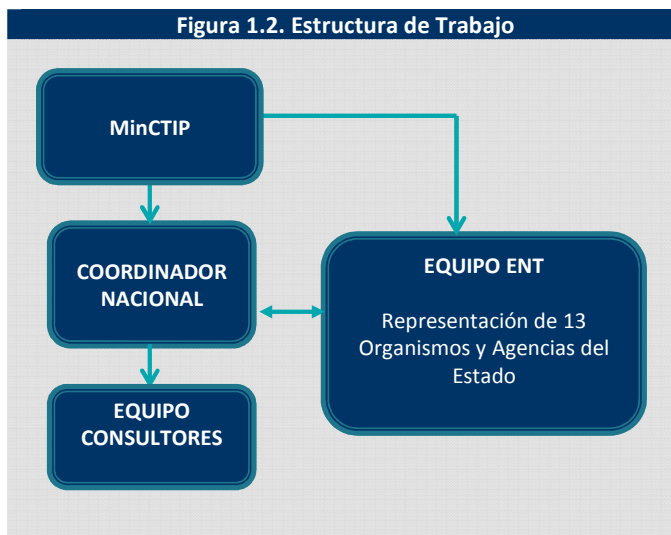 Figura 1.2. Estructura de Trabajo
MinCTIP
COORDINADOR
NACIONAL
EQUIPO ENT
Representación de 13
Organismos y Agencias del
Estado
EQUIPO
CONSULTORES